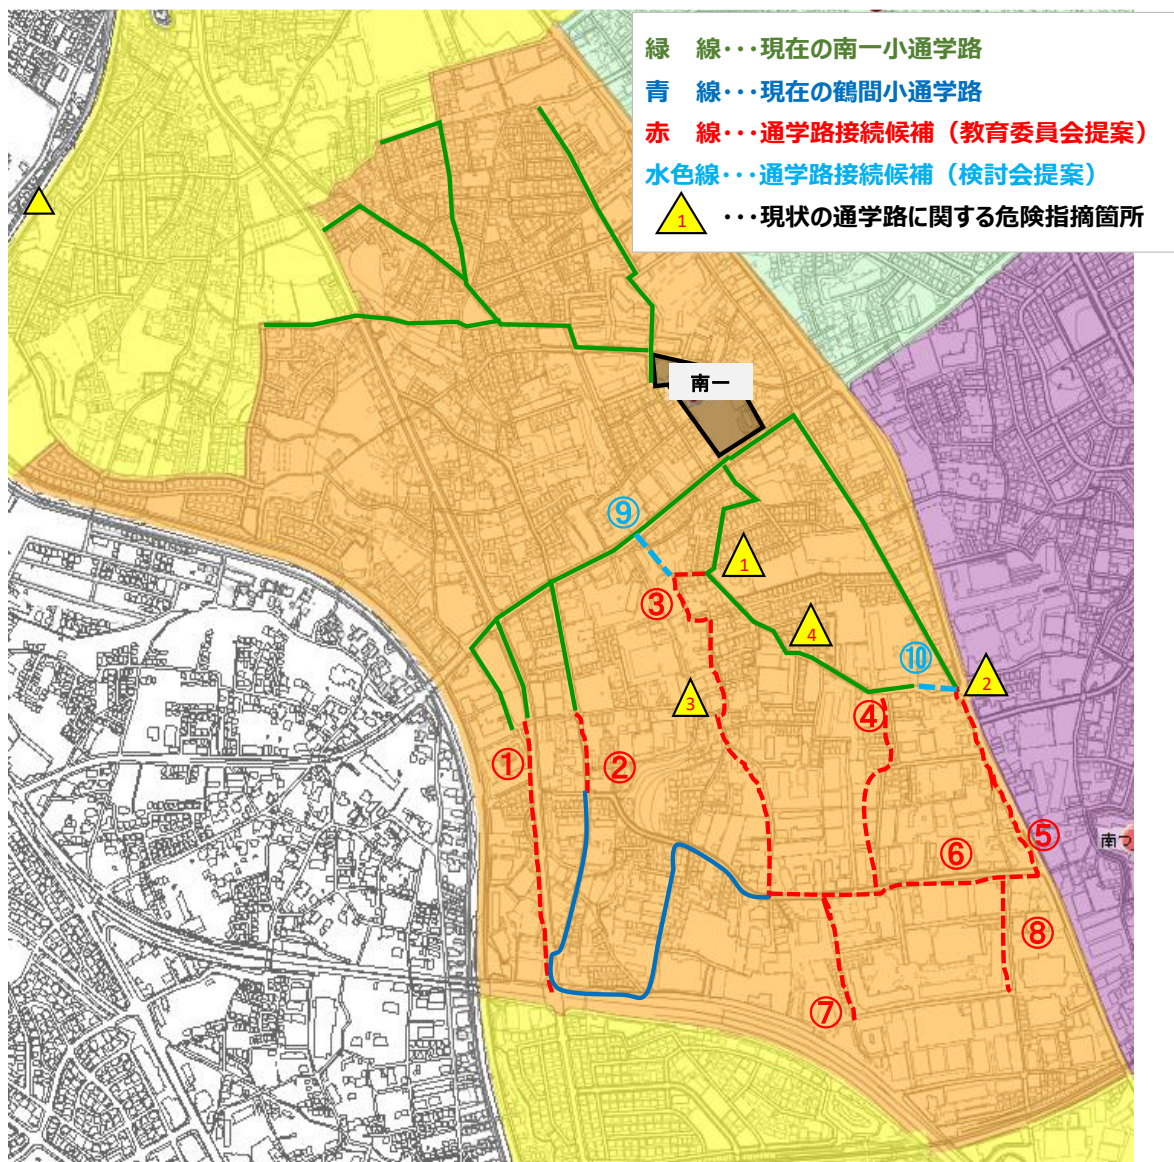 緑　線･･･現在の南一小通学路
青　線･･･現在の鶴間小通学路
赤　線･･･通学路接続候補（教育委員会提案）
水色線･･･通学路接続候補（検討会提案）
1 ･･･現状の通学路に関する危険指摘箇所
南一
⑨
1
③
4
⑩
2
3
④
①
②
⑤
南つ
⑥
⑧
⑦